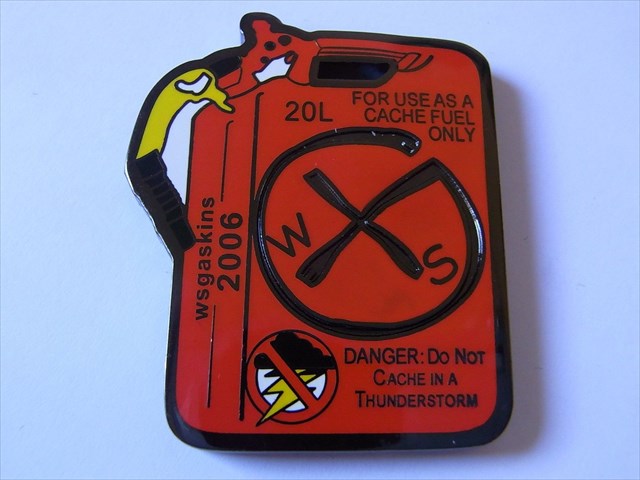 20L
FOR USE AS A
CACHE FUEL
ONLY
W
S
wsgaskins
2006
DANGER: DO NOT
CACHE IN A
THUNDERSTORM